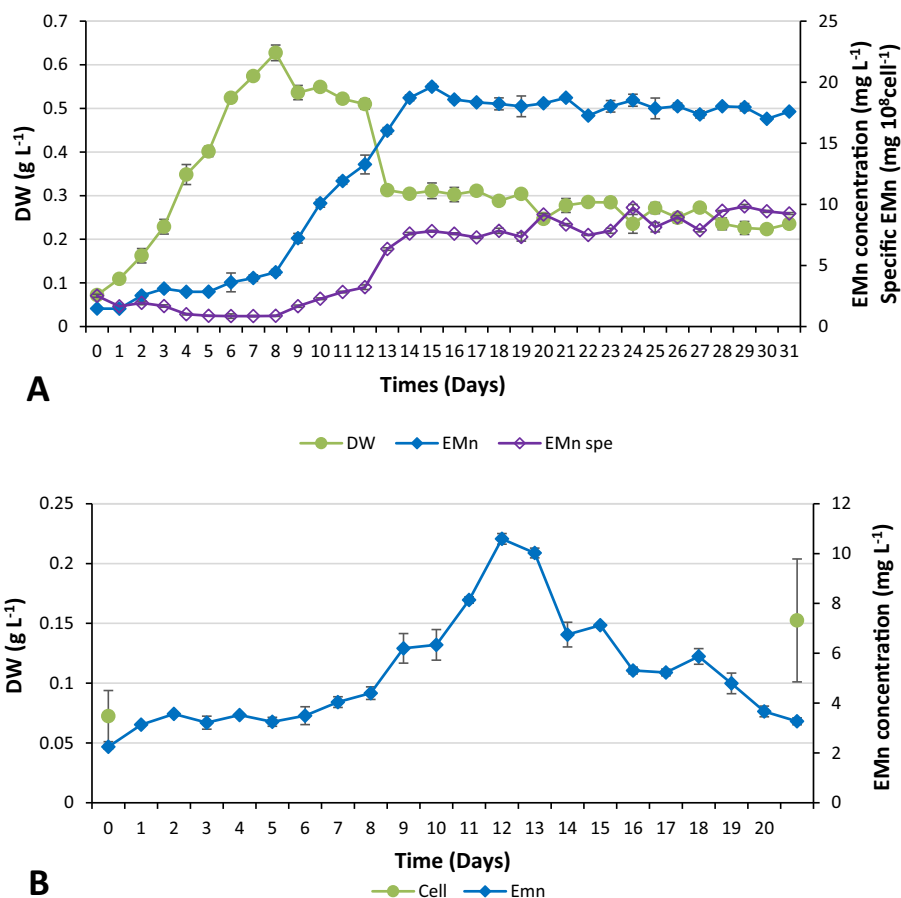 DW (g L-1)
0.7
0.6
0.5
0.4
0.3
0.2
0.1
0
25
20
15
10
5
0
EMn concentration (mg L-1)
Specific EMn (mg 10^8cell-1)
0 1 2 3 4 5 6 7 8 9 10 11 12 13 14 15 16 17 18 19 20 21 22 23 24 25 26 27 28 29 30 31
Times (Days)
A
DW EMn EMn spe
DW (g L-1)
0.25
0.2
0.15
0.1
0.05
0
12
10
8
6
4
2
0
EMn concentration (mg L-1)
0 1 2 3 4 5 6 7 8 9 10 11 12 13 14 15 16 17 18 19 20
Time (Days)
B
Cell Emn